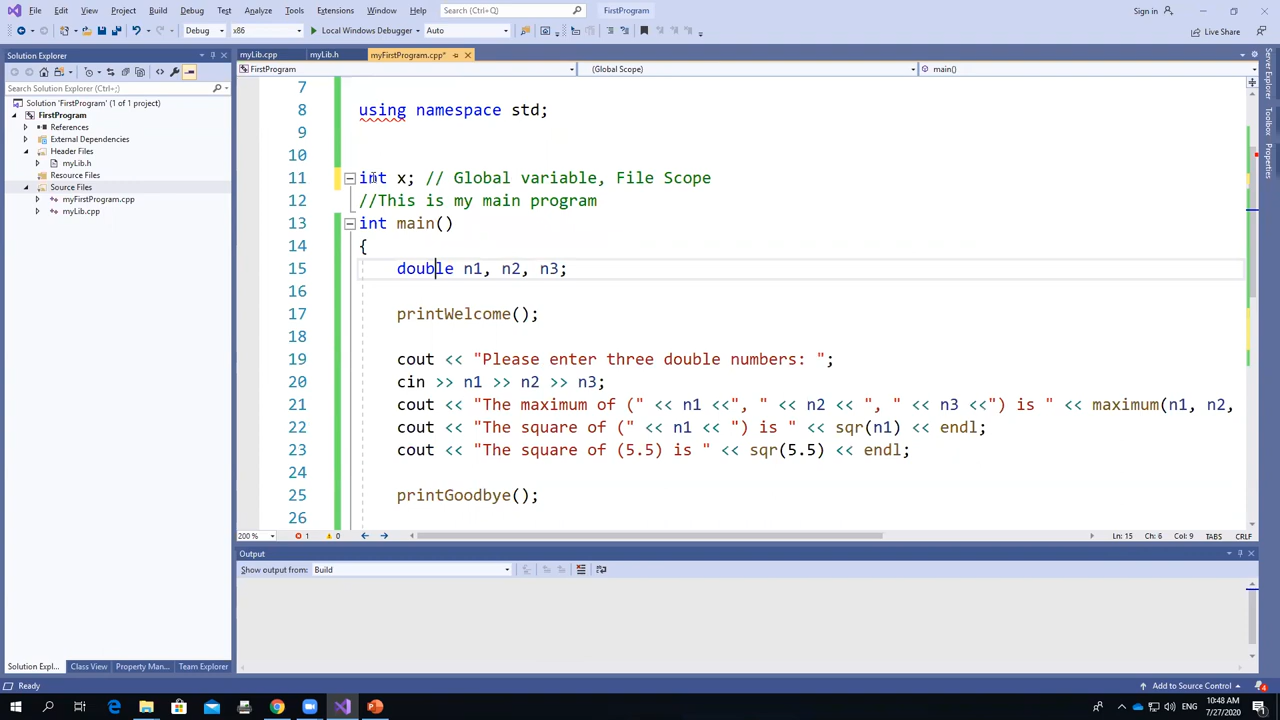 File Edit View Git Project Build Debug Test Analyze Tools Extensions Window Help Search (Ctrl+Q) FirstProgram Sign in
Debug x86 Local Windows Debugger Auto Live Share
Solution Explorer
Search Solution Explorer (Ctrl+;)
Solution 'FirstProgram' (1 of 1 project)
FirstProgram
References
External Dependencies
Header Files
myLib.h
Resource Files
Source Files
myFirstProgram.cpp
myLib.cpp
Solution Expl... Class View Property Man... Team Explorer
myLib.cpp myLib.h myFirstProgram.cpp*
FirstProgram (Global Scope) main()
7
8 using namespace std;
9
10
11 int x; // Global variable, File Scope
12 //This is my main program
13 int main()
14 {
15 double n1, n2, n3;
16
17 printWelcome();
18
19 cout << "Please enter three double numbers: ";
20 cin >> n1 >> n2 >> n3;
21 cout << "The maximum of (" << n1 <<", " << n2 << ", " << n3 <<") is " << maximum(n1, n2,
22 cout << "The square of (" << n1 << ") is " << sqr(n1) << endl;
23 cout << "The square of (5.5) is " << sqr(5.5) << endl;
24
25 printGoodbye();
26
200 % 1 0 Ln: 15 Ch: 6 Col: 9 TABS CRLF
Output
Show output from: Build
Server Explorer
Toolbox
Properties
Ready Add to Source Control 4
ENG 10:48 AM
7/27/2020 1